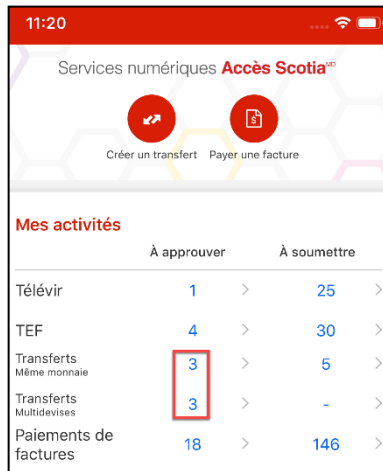 11:20
Services numériques Accès Scotia MD
Créer un transfert Payer une facture
Mes activités
À approuver À soumettre
Télévir 1 > 25 >
TEF 4 > 30 >
Transferts
Même monnaie 3 > 5 >
Transferts
Multidevises 3 > - >
Paiements de
factures 18 > 146 >